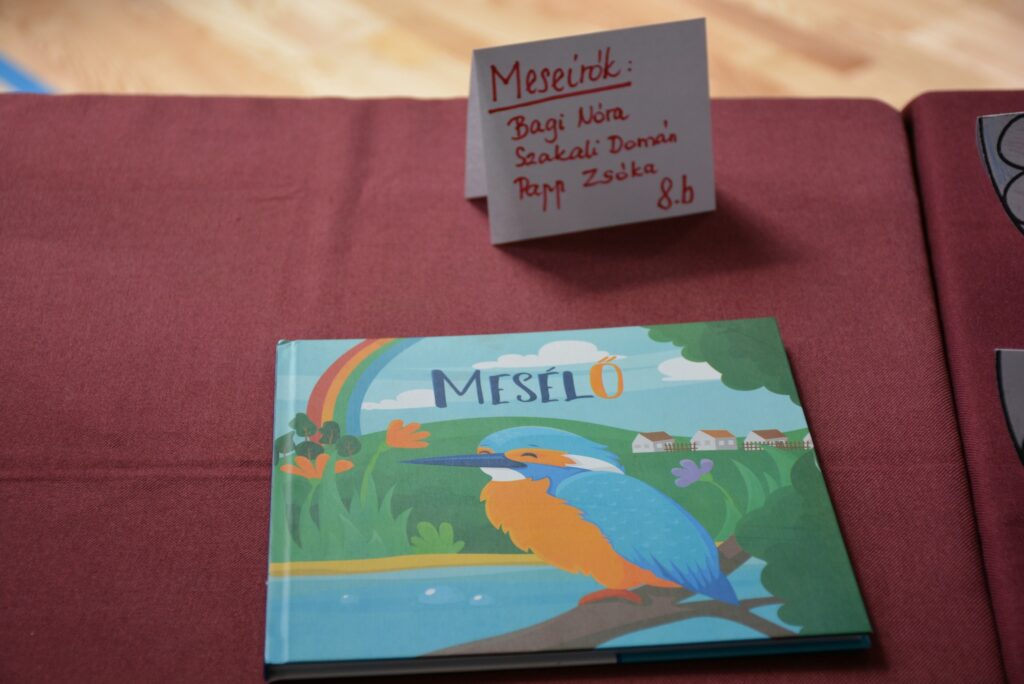 Meseírók:
Bagi Nóra
Szakali Domán
Papp Zsóka
8.b
MESÉLŐ